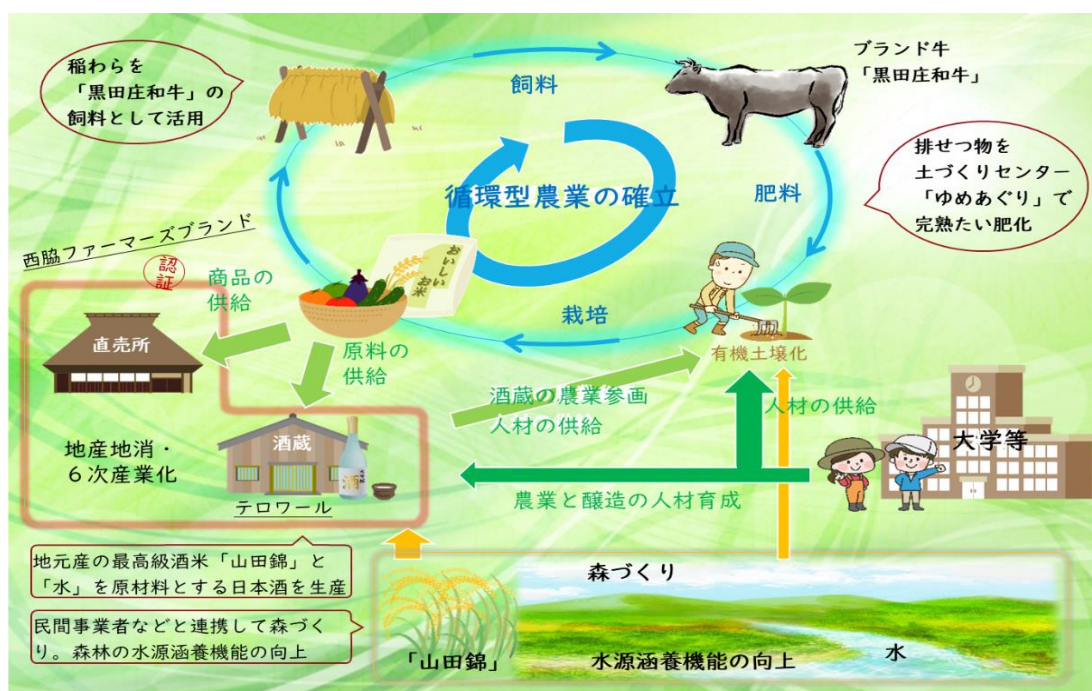 稲わらを
「黒田庄和牛」の
飼料として活用
飼料
ブランド牛
「黒田庄和牛」
排せつ物を
土づくりセンター
「ゆめあぐり」で
完熟たい肥化
肥料
循環型農業の確立
西脇ファーマーズブランド
認証
商品の
供給
おいしい
お米
栽培
有機土壌化
直売所
原料の
供給
酒蔵の農業参画
人材の供給
人材の供給
大学等
地産地消・
6次産業化
酒蔵
酒
テロワール
農業と醸造の人材育成
地元産の最高級酒米「山田錦」と
「水」を原材料とする日本酒を生産
民間事業者などと連携して森づく
り。森林の水源涵養機能の向上
森づくり
「山田錦」
水源涵養機能の向上
水